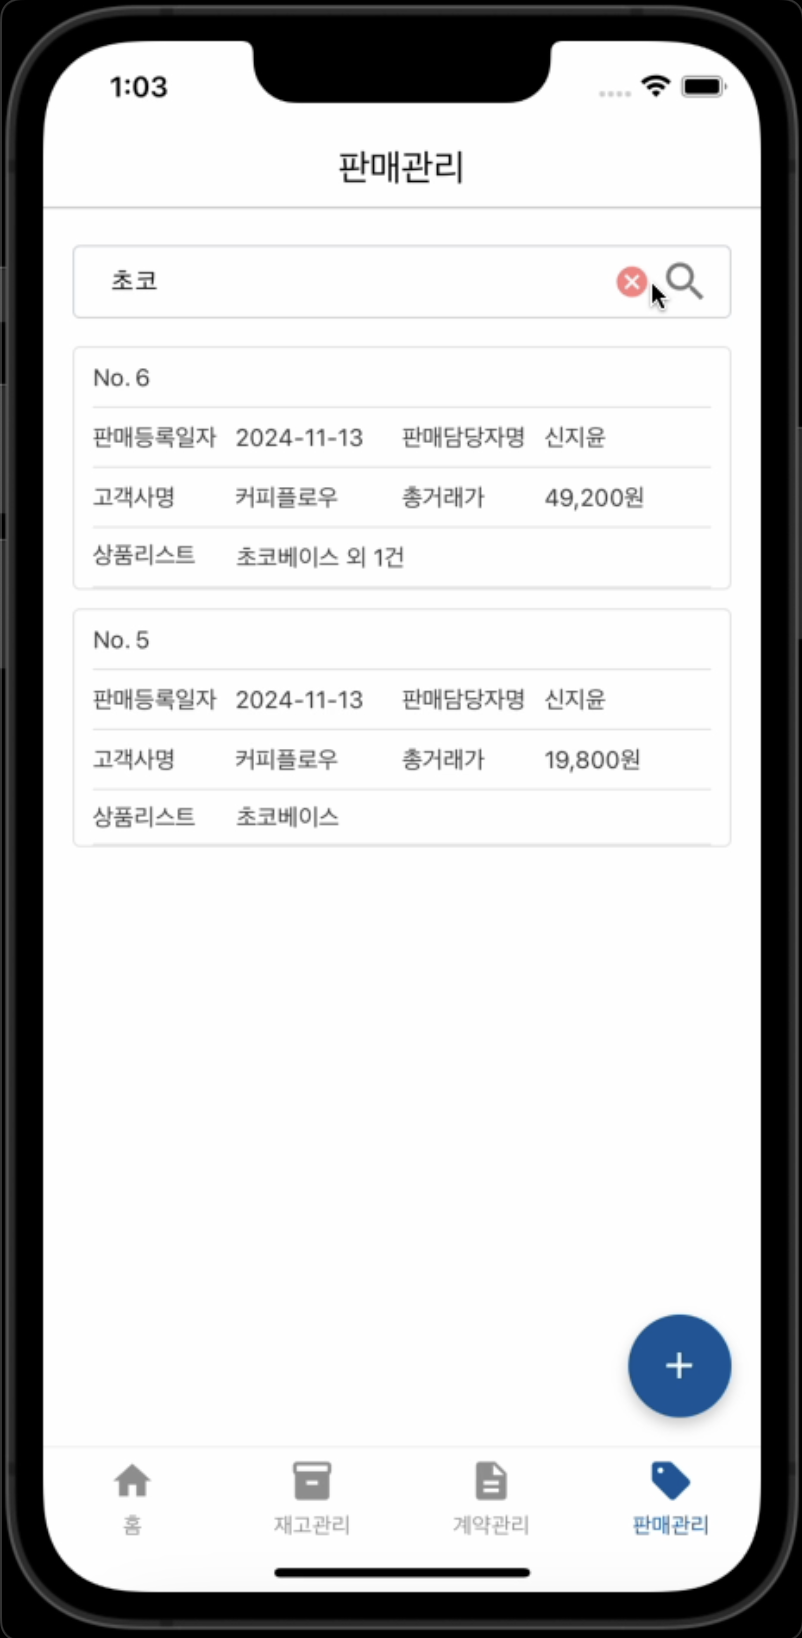 1:03
판매관리
초코
No. 6
판매등록일자 2024-11-13 판매담당자명 신지윤
고객사명 커피플로우 총거래가 49,200원
상품리스트 초코베이스 외 1건
No. 5
판매등록일자 2024-11-13 판매담당자명 신지윤
고객사명 커피플로우 총거래가 19,800원
상품리스트 초코베이스
홈 재고관리 계약관리 판매관리